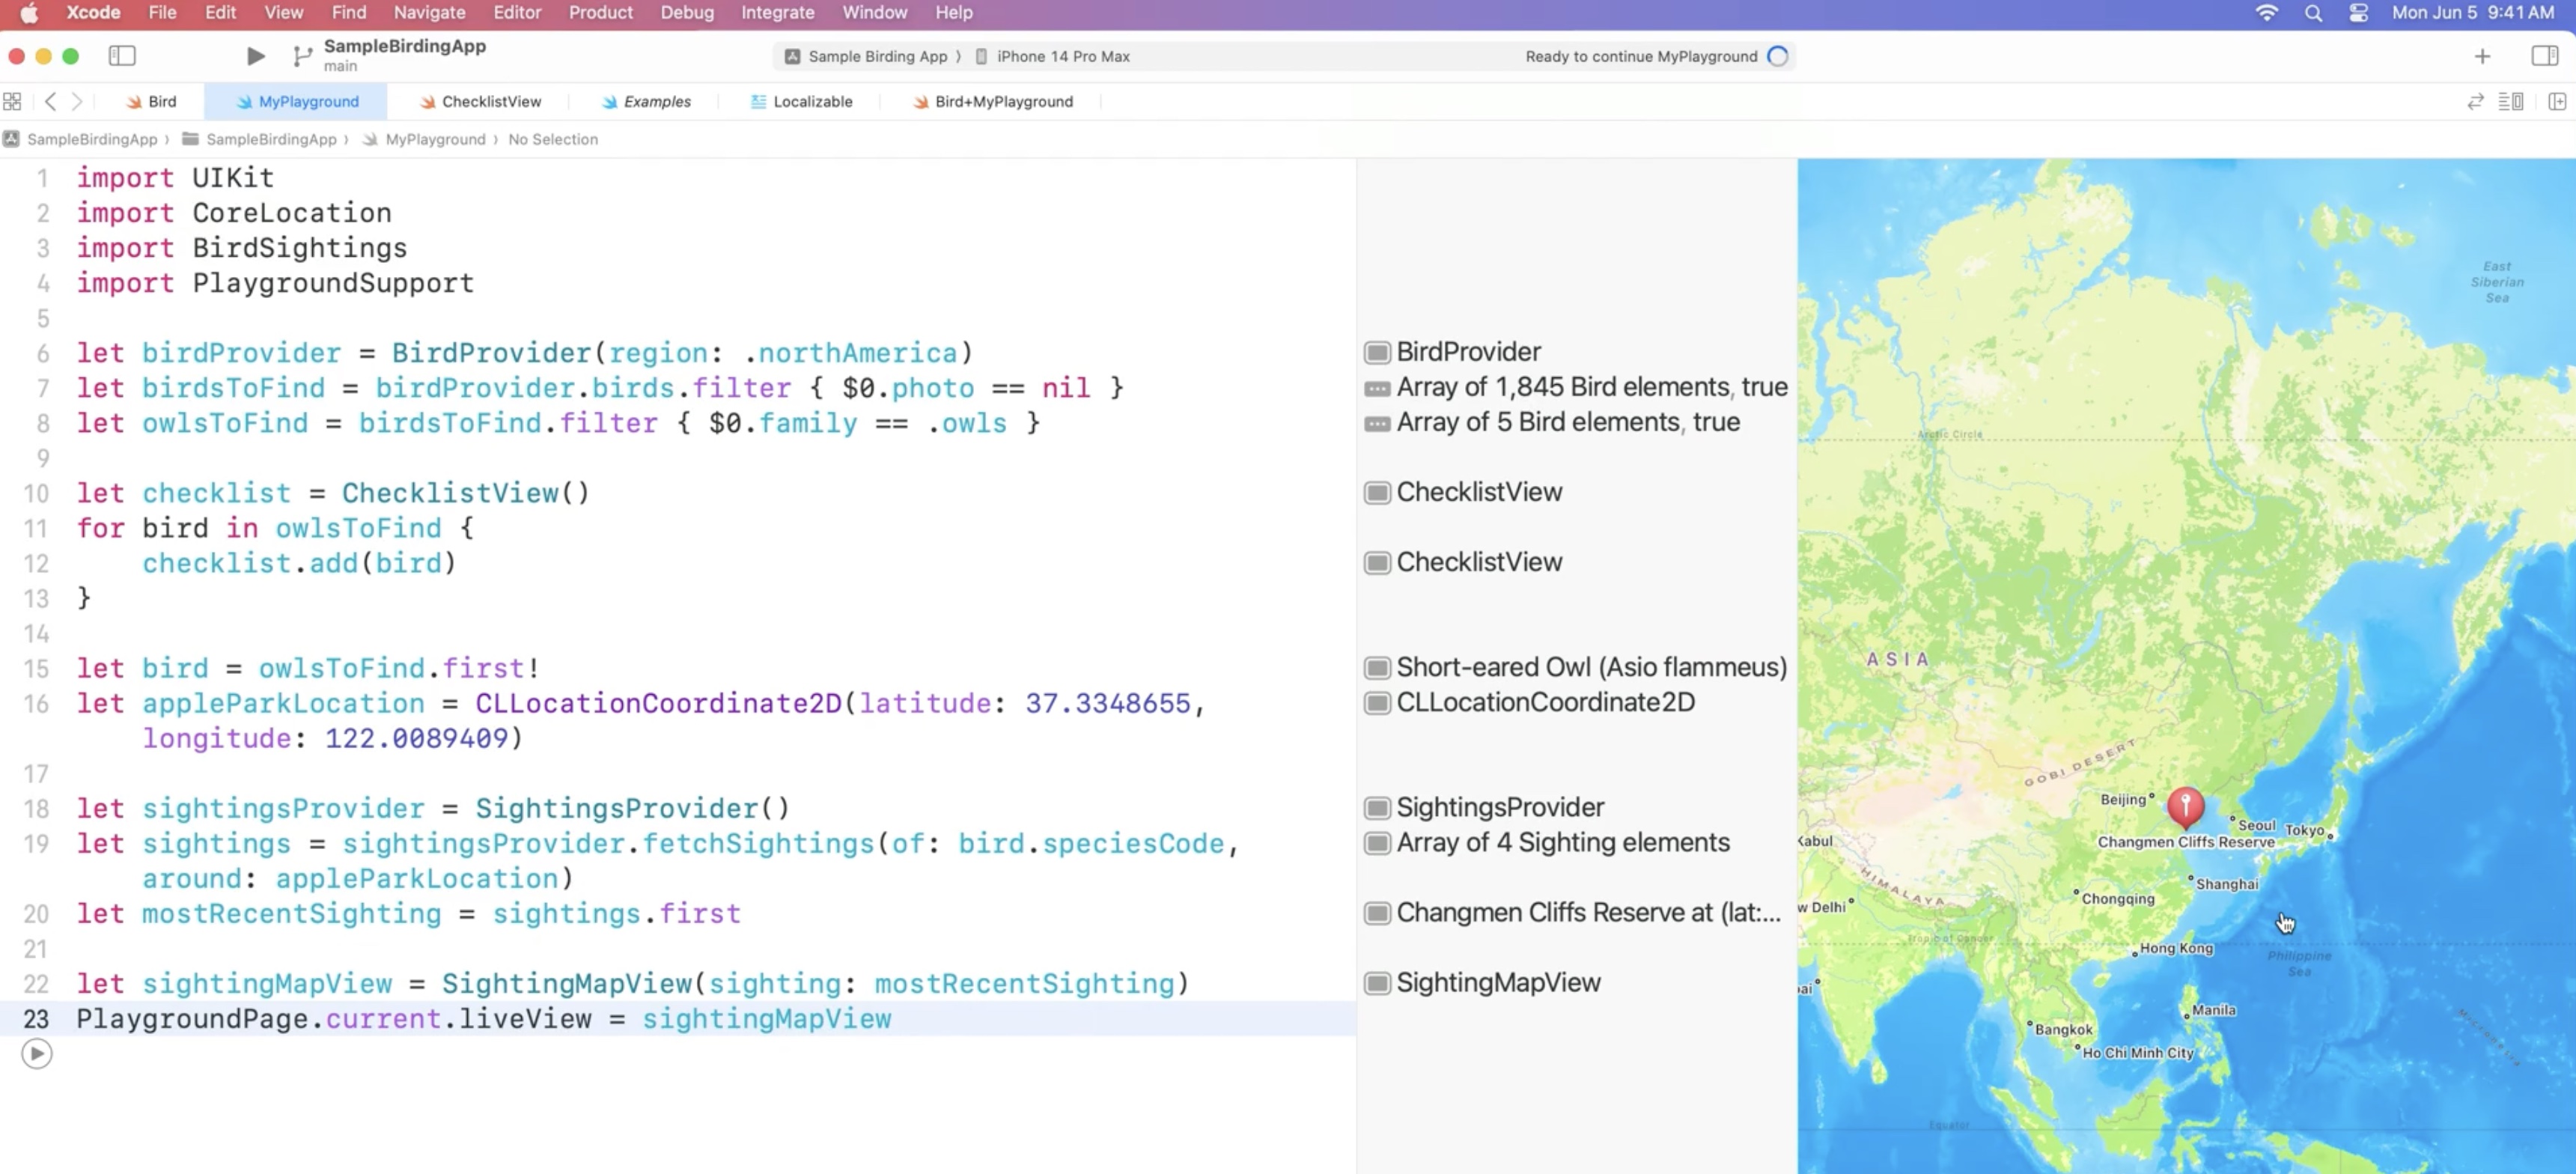 Xcode File Edit View Find Navigate Editor Product Debug Integrate Window Help
Mon Jun 5 9:41 AM
SampleBirdingApp
main
Sample Birding App 〉 iPhone 14 Pro Max
Ready to continue MyPlayground
Bird MyPlayground ChecklistView Examples Localizable Bird+MyPlayground
SampleBirdingApp 〉 SampleBirdingApp 〉 MyPlayground 〉 No Selection
1 import UIKit
2 import CoreLocation
3 import BirdSightings
4 import PlaygroundSupport
5
6 let birdProvider = BirdProvider(region: .northAmerica)
7 let birdsToFind = birdProvider.birds.filter { $0.photo == nil }
8 let owlsToFind = birdsToFind.filter { $0.family == .owls }
9
10 let checklist = ChecklistView()
11 for bird in owlsToFind {
12 checklist.add(bird)
13 }
14
15 let bird = owlsToFind.first!
16 let appleParkLocation = CLLocationCoordinate2D(latitude: 37.3348655,
longitude: 122.0089409)
17
18 let sightingsProvider = SightingsProvider()
19 let sightings = sightingsProvider.fetchSightings(of: bird.speciesCode,
around: appleParkLocation)
20 let mostRecentSighting = sightings.first
21
22 let sightingMapView = SightingMapView(sighting: mostRecentSighting)
23 PlaygroundPage.current.liveView = sightingMapView
BirdProvider
Array of 1,845 Bird elements, true
Array of 5 Bird elements, true
ChecklistView
ChecklistView
Short-eared Owl (Asio flammeus)
CLLocationCoordinate2D
SightingsProvider
Array of 4 Sighting elements
Changmen Cliffs Reserve at (lat:...
SightingMapView
East
Siberian
Sea
Arctic Circle
ASIA
GOBI DESERT
Beijing
Seoul
Tokyo
Changmen Cliffs Reserve
Kabul
HIMALAYA
Shanghai
Chongqing
w Delhi
Tropic of Cancer
Hong Kong
Philippine
Sea
ai
Manila
Bangkok
Ho Chi Minh City
Equator